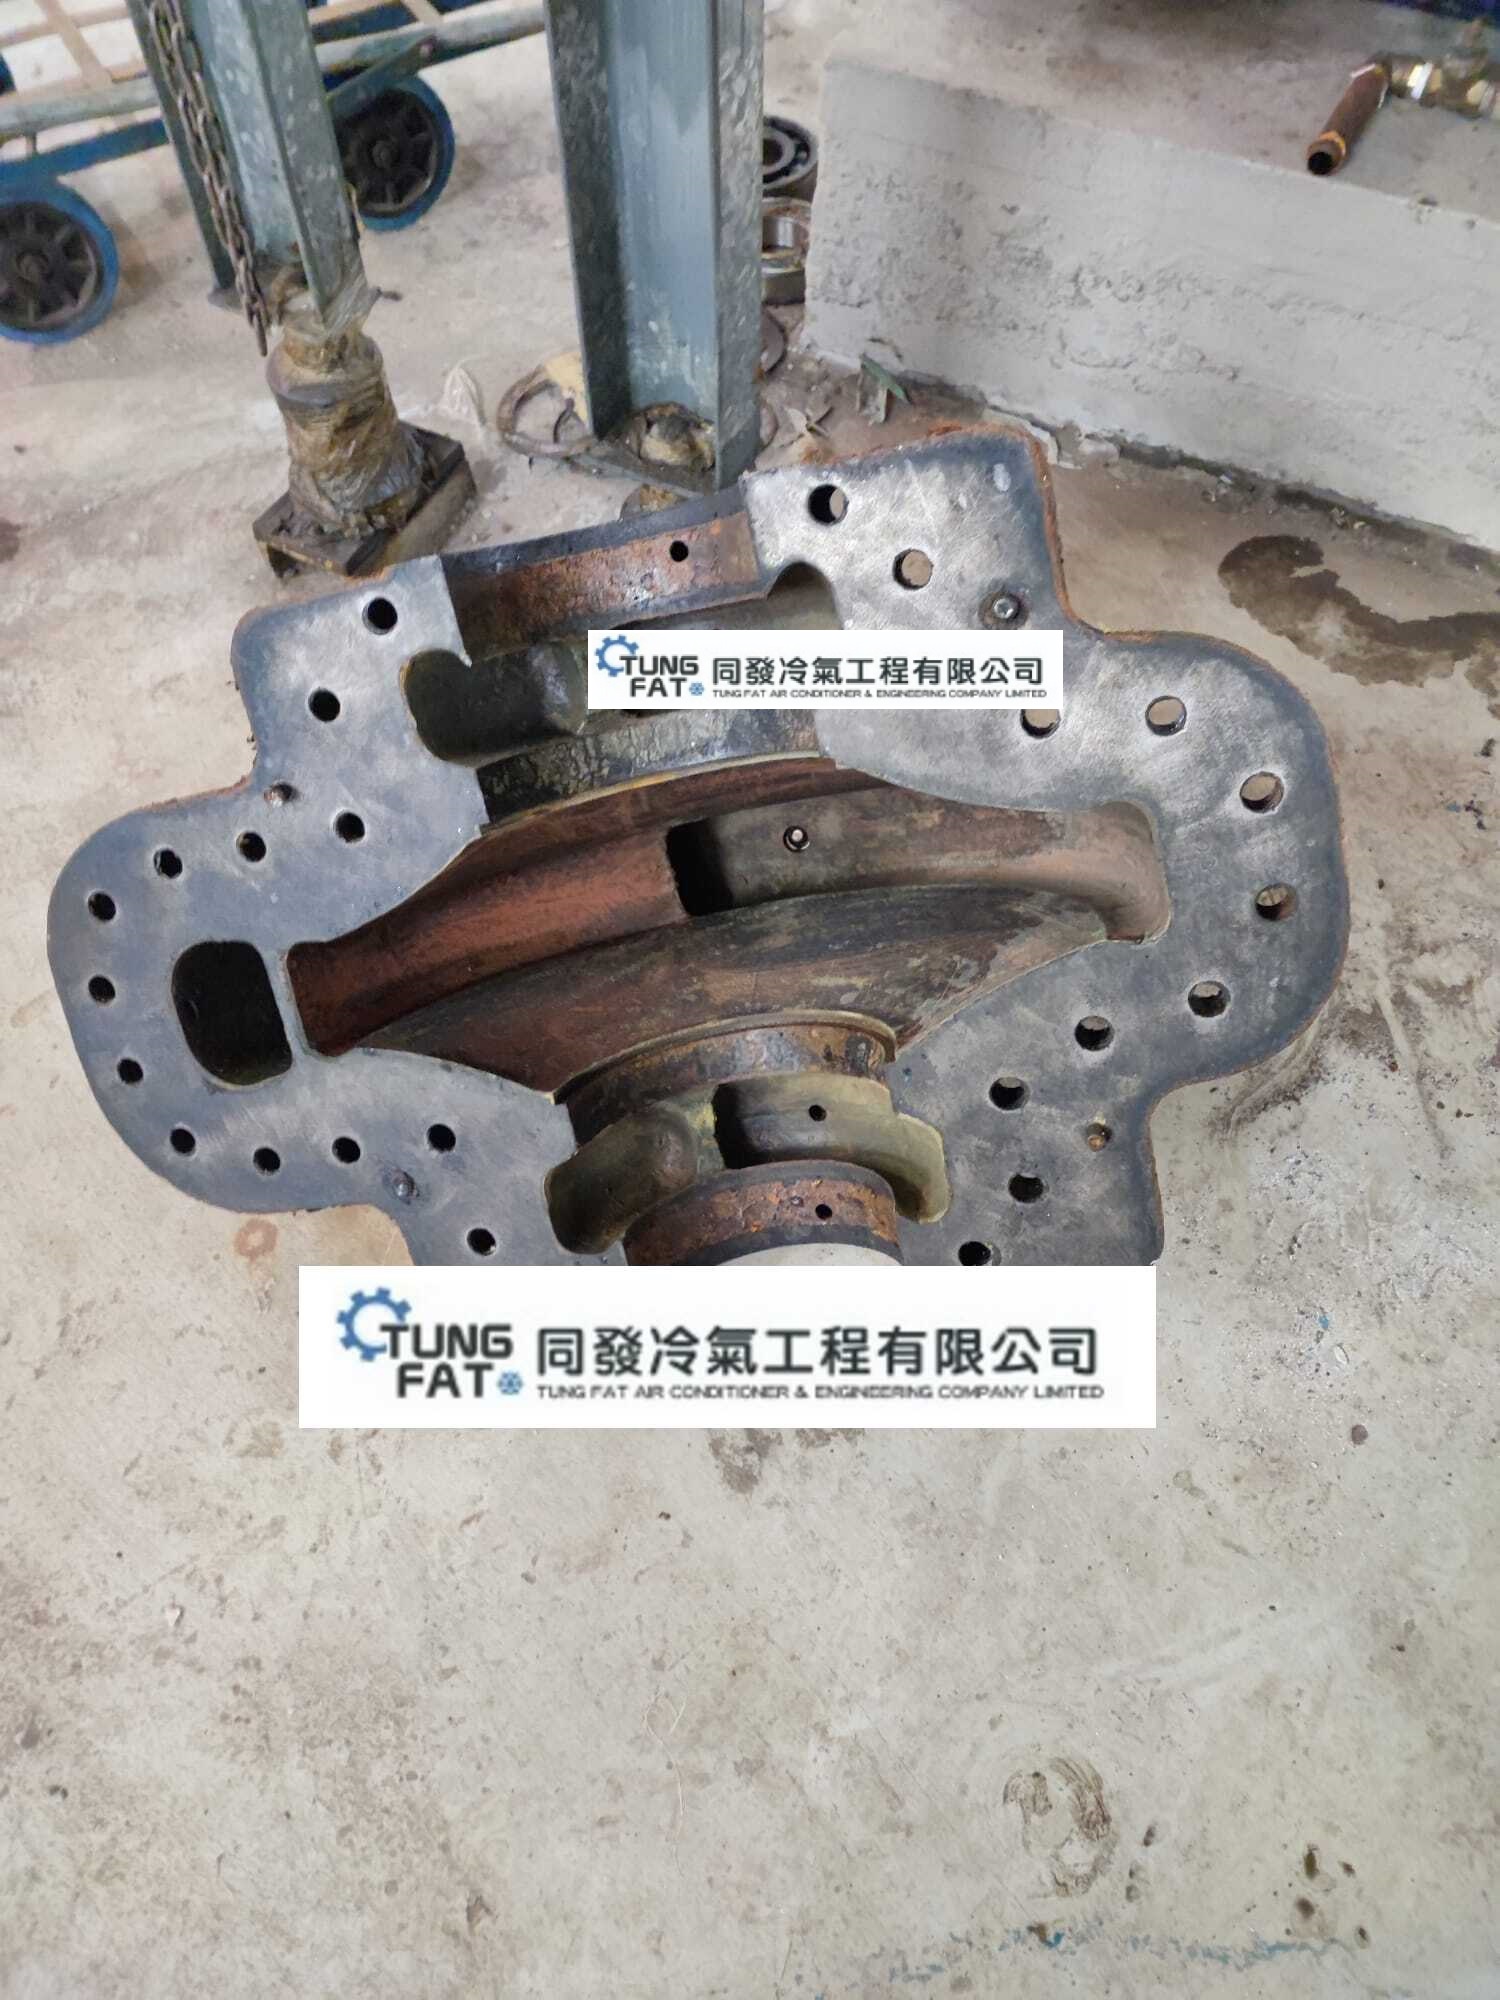 TUNG FAT
同發冷氣工程有限公司
TUNG FAT AIR CONDITIONER & ENGINEERING COMPANY LIMITED
TUNG FAT
同發冷氣工程有限公司
TUNG FAT AIR CONDITIONER & ENGINEERING COMPANY LIMITED